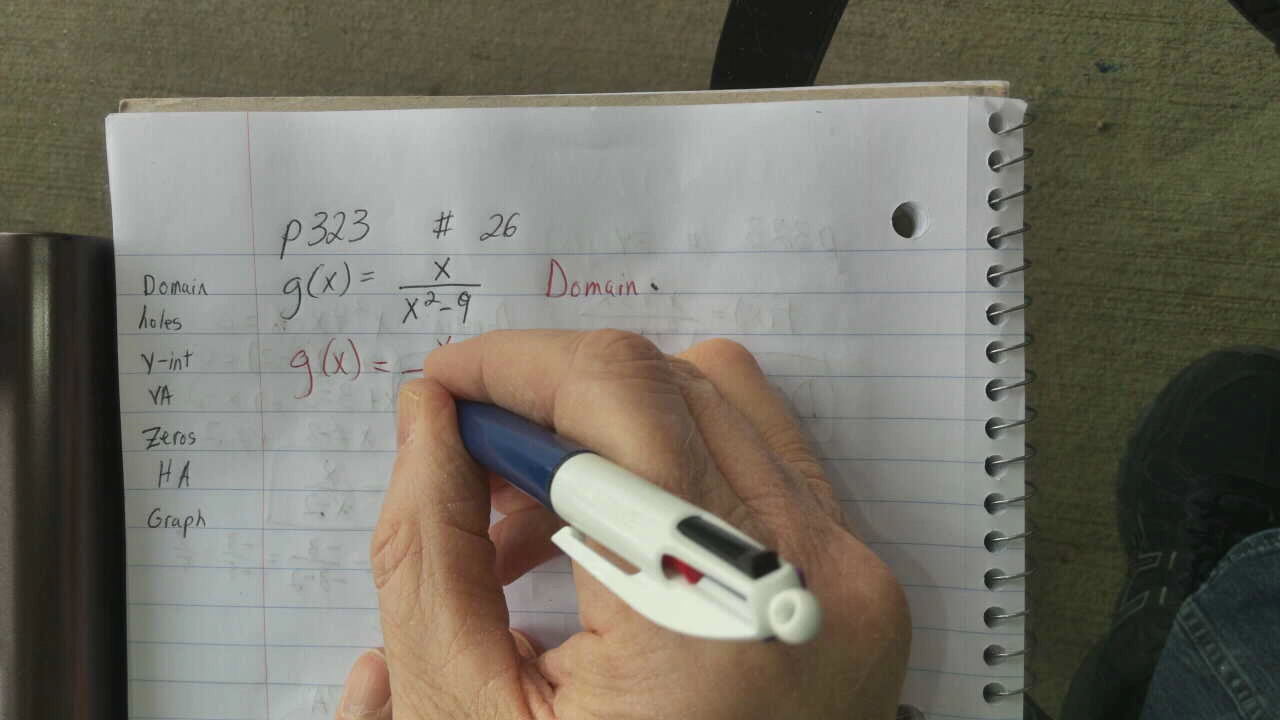 p323 # 26
Domain
g(x) = x / x²-9 Domain
holes
y-int
g(x) = x
VA
Zeros
HA
Graph